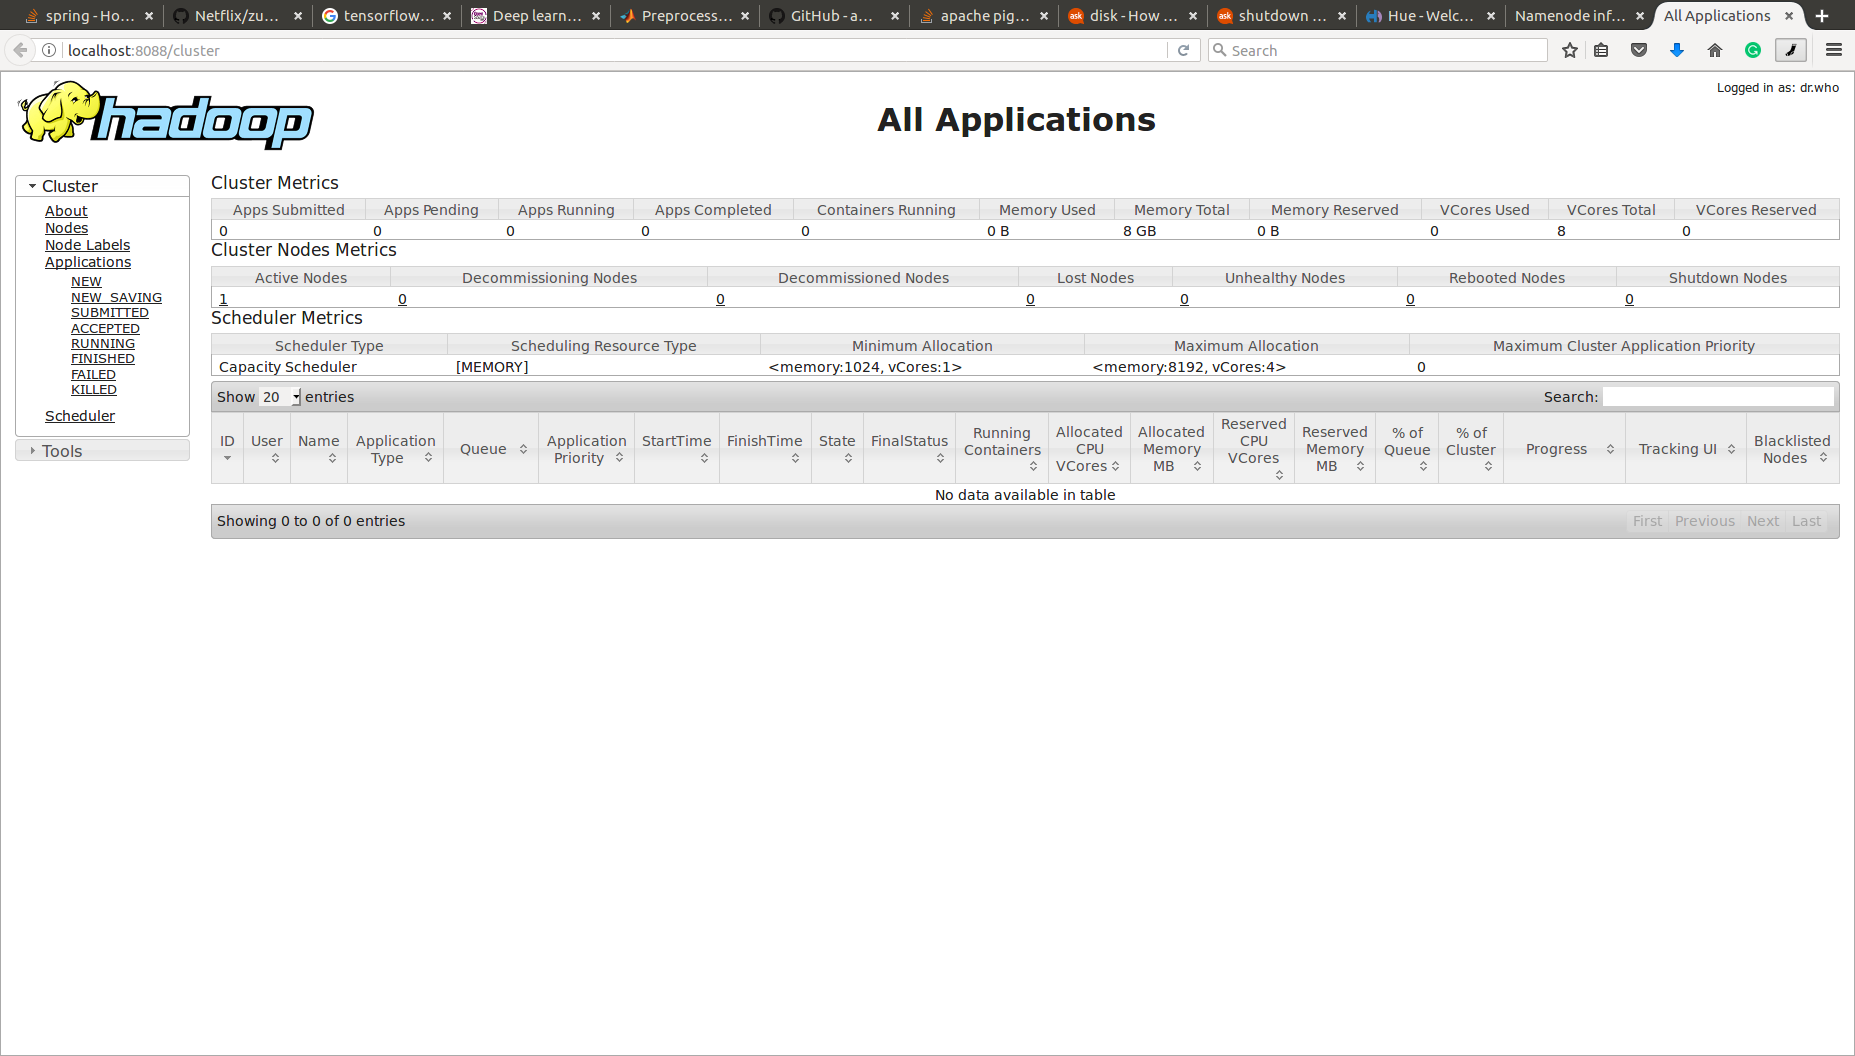 spring - Ho...
Netflix/zu...
tensorflow...
Deep learn...
Preprocess...
GitHub - a...
apache pig...
disk - How ...
shutdown ...
Hue - Welc...
Namenode inf...
All Applications
localhost:8088/cluster
Search
Logged in as: dr.who
hadoop
All Applications
Cluster
About
Nodes
Node Labels
Applications
NEW
NEW_SAVING
SUBMITTED
ACCEPTED
RUNNING
FINISHED
FAILED
KILLED
Scheduler
Tools
Cluster Metrics
Apps Submitted Apps Pending Apps Running Apps Completed Containers Running Memory Used Memory Total Memory Reserved VCores Used VCores Total VCores Reserved
0 0 0 0 0 0 B 8 GB 0 B 0 8 0
Cluster Nodes Metrics
Active Nodes Decommissioning Nodes Decommissioned Nodes Lost Nodes Unhealthy Nodes Rebooted Nodes Shutdown Nodes
1 0 0 0 0 0 0
Scheduler Metrics
Scheduler Type Scheduling Resource Type Minimum Allocation Maximum Allocation Maximum Cluster Application Priority
Capacity Scheduler [MEMORY] <memory:1024, vCores:1> <memory:8192, vCores:4> 0
Show 20 entries Search:
ID
User
Name
Application
Type
Queue
Application
Priority
StartTime
FinishTime
State
FinalStatus
Running
Containers
Allocated
CPU
VCores
Allocated
Memory
MB
Reserved
CPU
VCores
Reserved
Memory
MB
% of
Queue
% of
Cluster
Progress
Tracking UI
Blacklisted
Nodes
No data available in table
Showing 0 to 0 of 0 entries First Previous Next Last